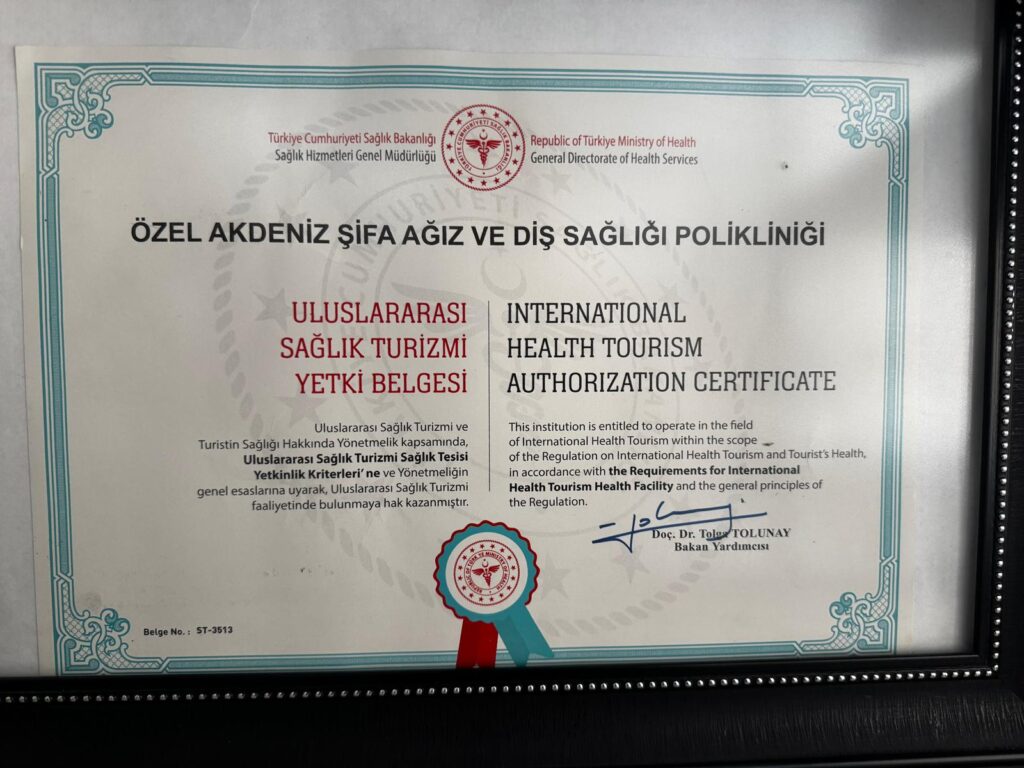 Türkiye Cumhuriyeti Sağlık Bakanlığı
Sağlık Hizmetleri Genel Müdürlüğü
Republic of Türkiye Ministry of Health
General Directorate of Health Services
ÖZEL AKDENİZ ŞİFA AĞIZ VE DİŞ SAĞLIĞI POLİKLİNİĞİ
ULUSLARARASI
SAĞLIK TURİZMİ
YETKİ BELGESİ
INTERNATIONAL
HEALTH TOURISM
AUTHORIZATION CERTIFICATE
Uluslararası Sağlık Turizmi ve
Turistin Sağlığı Hakkında Yönetmelik kapsamında,
Uluslararası Sağlık Turizmi Sağlık Tesisi
Yetkinlik Kriterleri' ne ve Yönetmeliğin
genel esaslarına uyarak, Uluslararası Sağlık Turizmi
faaliyetinde bulunmaya hak kazanmıştır.
This institution is entitled to operate in the field
of International Health Tourism within the scope
of the Regulation on International Health Tourism and Tourist's Health,
in accordance with the Requirements for International
Health Tourism Health Facility and the general principles of
the Regulation.
Doç. Dr. Tolga TOLUNAY
Bakan Yardımcısı
Belge No. : ST-3513